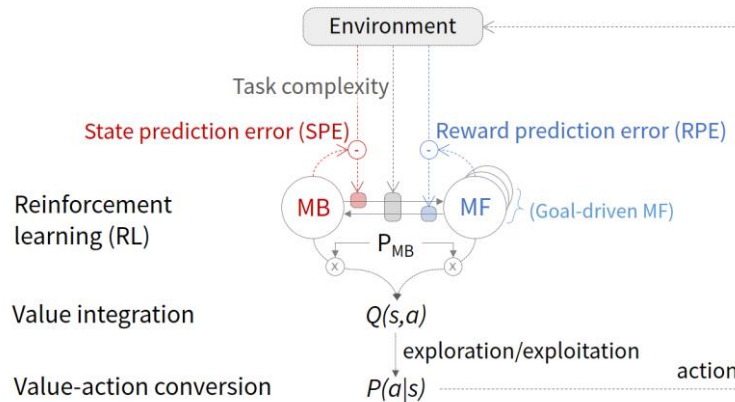 Environment
Task complexity
State prediction error (SPE)
Reward prediction error (RPE)
-
-
Reinforcement
learning (RL)
MB
MF
(Goal-driven MF)
PMB
x
x
Value integration
Q(s,a)
exploration/exploitation
action
Value-action conversion
P(a|s)